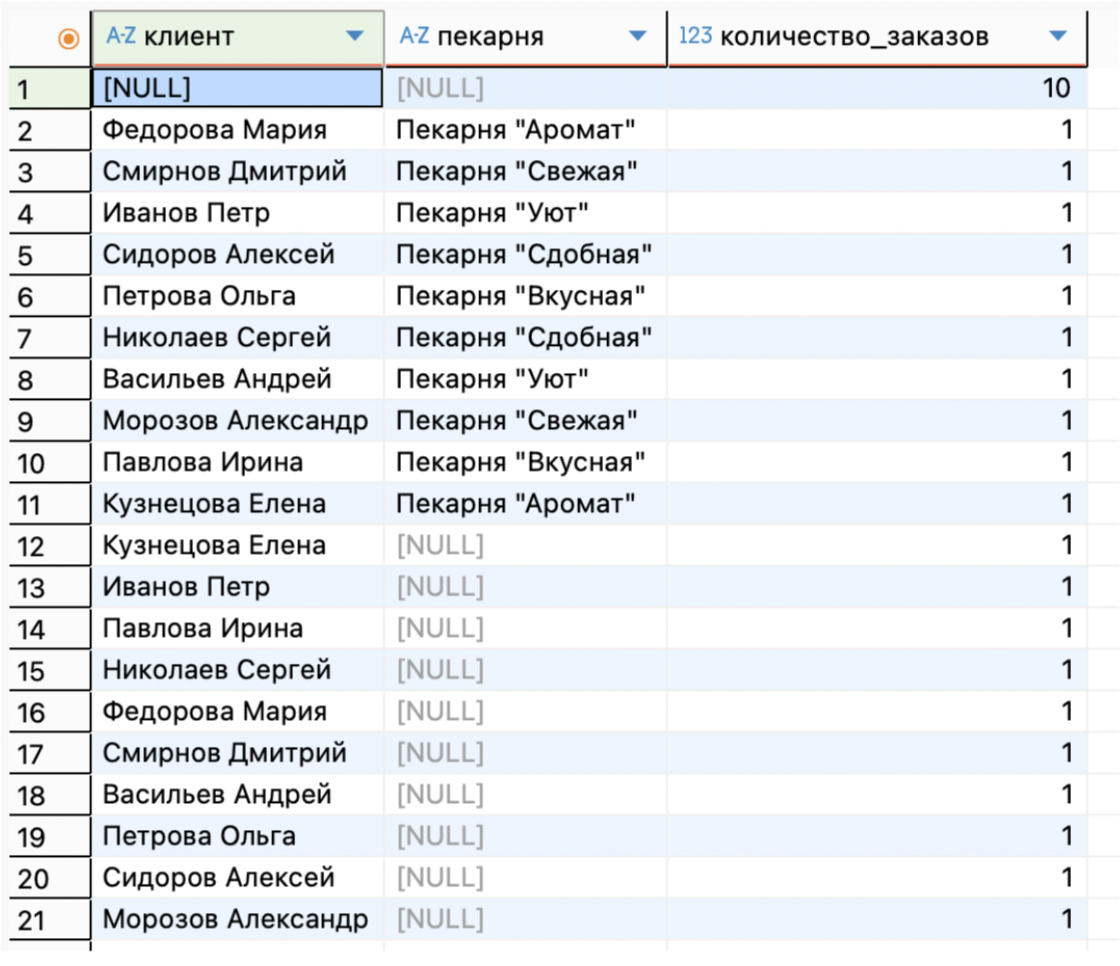 A-Z клиент A-Z пекарня 123 количество_заказов
1 [NULL] [NULL] 10
2 Федорова Мария Пекарня "Аромат" 1
3 Смирнов Дмитрий Пекарня "Свежая" 1
4 Иванов Петр Пекарня "Уют" 1
5 Сидоров Алексей Пекарня "Сдобная" 1
6 Петрова Ольга Пекарня "Вкусная" 1
7 Николаев Сергей Пекарня "Сдобная" 1
8 Васильев Андрей Пекарня "Уют" 1
9 Морозов Александр Пекарня "Свежая" 1
10 Павлова Ирина Пекарня "Вкусная" 1
11 Кузнецова Елена Пекарня "Аромат" 1
12 Кузнецова Елена [NULL] 1
13 Иванов Петр [NULL] 1
14 Павлова Ирина [NULL] 1
15 Николаев Сергей [NULL] 1
16 Федорова Мария [NULL] 1
17 Смирнов Дмитрий [NULL] 1
18 Васильев Андрей [NULL] 1
19 Петрова Ольга [NULL] 1
20 Сидоров Алексей [NULL] 1
21 Морозов Александр [NULL] 1